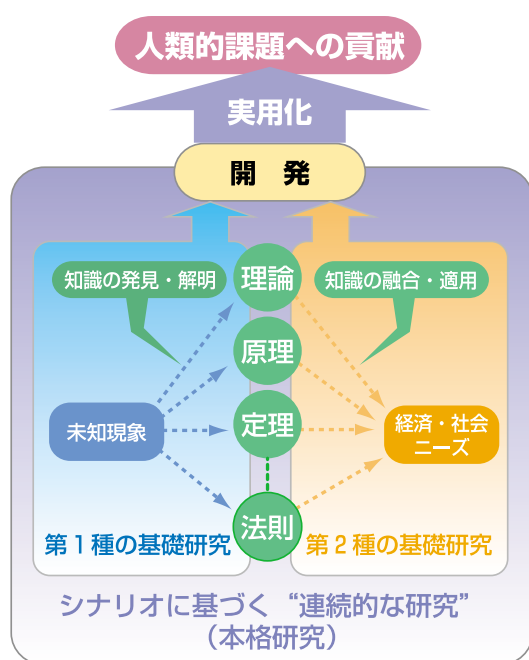 人類的課題への貢献
実用化
開 発
知識の発見・解明
理論
知識の融合・適用
原理
未知現象
定理
経済・社会
ニーズ
法則
第1種の基礎研究
第2種の基礎研究
シナリオに基づく“連続的な研究”
（本格研究）